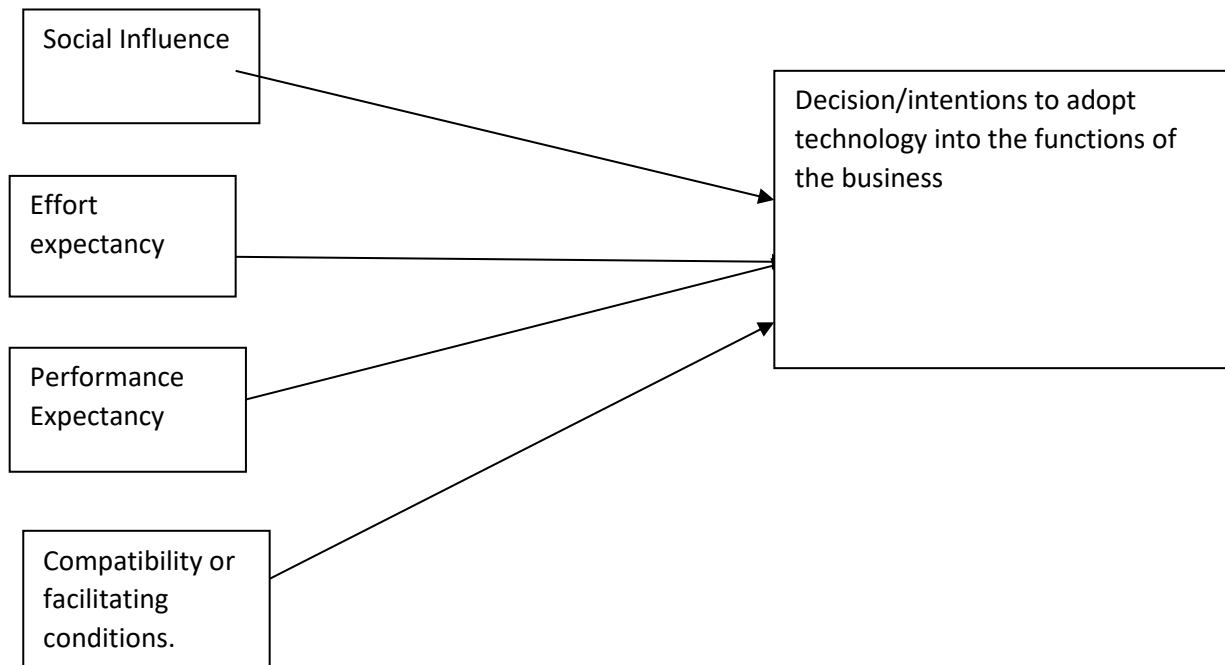 Social Influence
Decision/intentions to adopt
technology into the functions of
the business
Effort
expectancy
Performance
Expectancy
Compatibility or
facilitating
conditions.